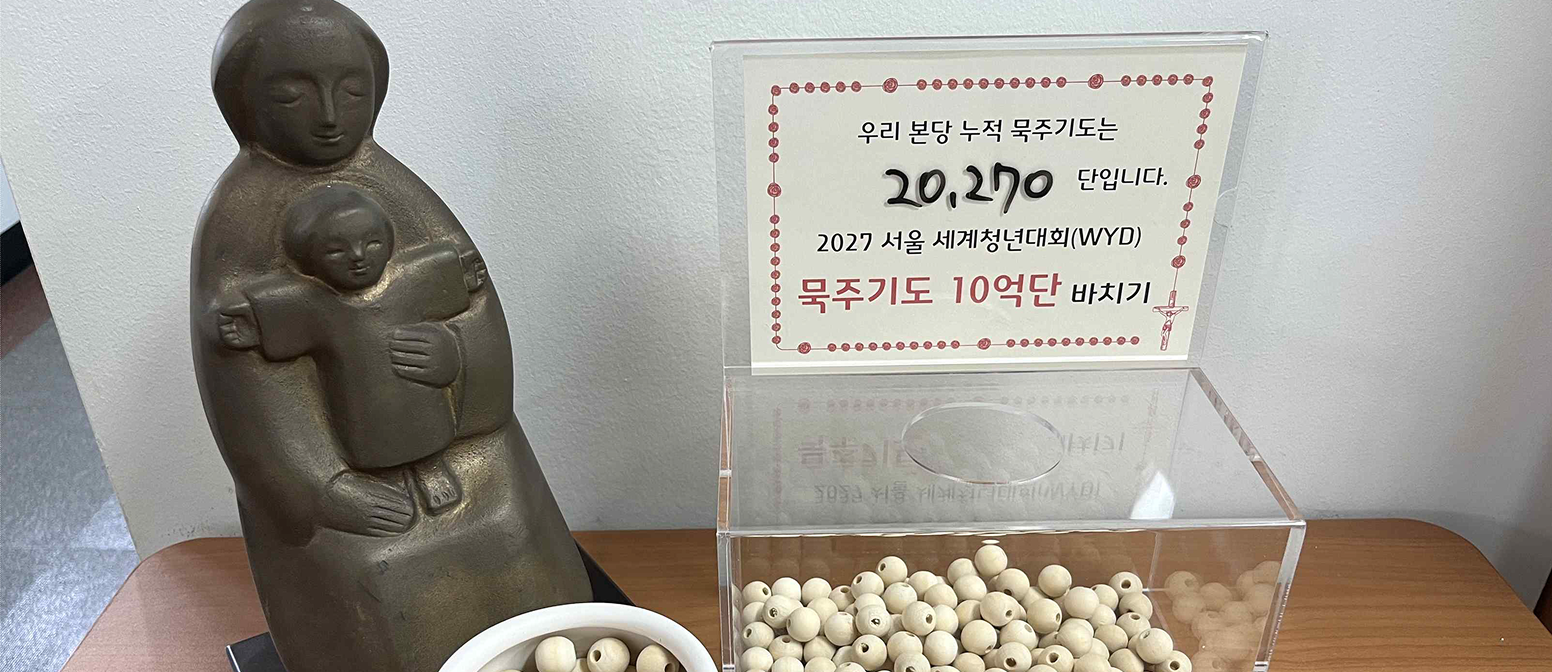 우리 본당 누적 묵주기도는
20,270 단입니다.
2027 서울 세계청년대회(WYD)
묵주기도 10억단 바치기